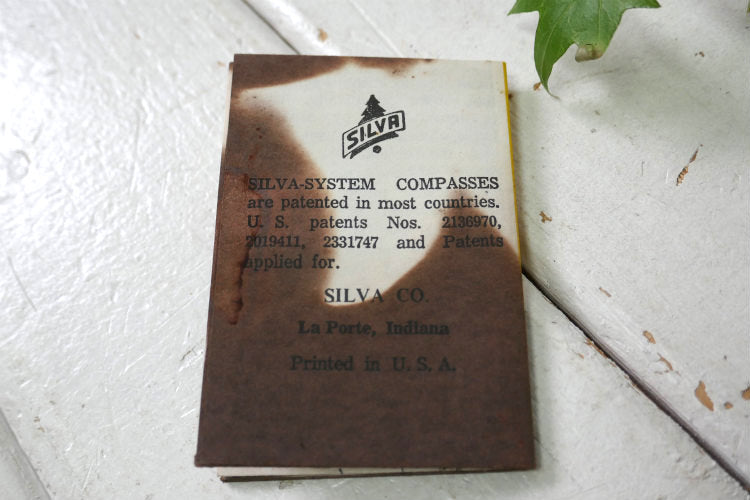 SILVA
SILVA-SYSTEM COMPASSES
are patented in most countries.
U. S. patents Nos. 2136970,
2019411, 2331747 and Patents
applied for.
SILVA CO.
La Porte, Indiana
Printed in U. S. A.